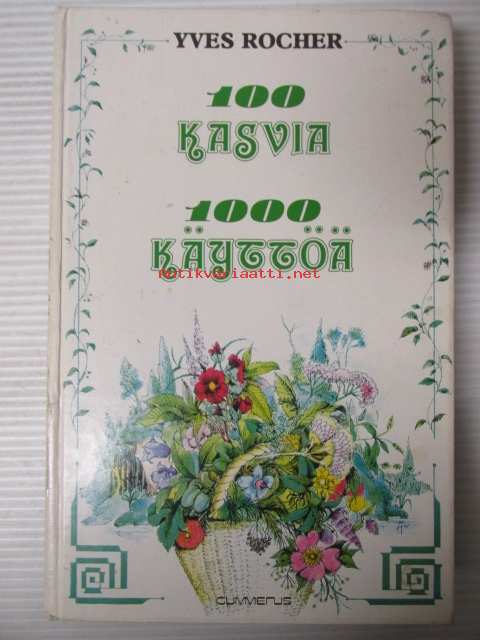 YVES ROCHER
100
KASVIA
1000
KÄYTTÖÄ
antikvariaatti.net
GUMMERUS